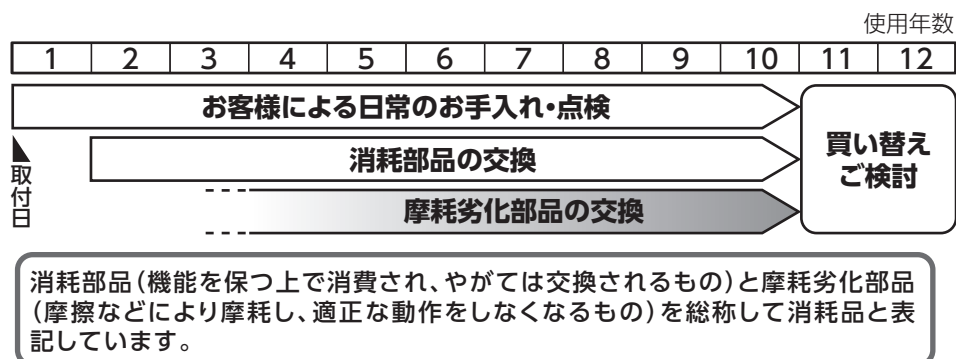 使用年数
1 2 3 4 5 6 7 8 9 10 11 12
お客様による日常のお手入れ・点検
消耗部品の交換
摩耗劣化部品の交換
買い替え
ご検討
取付日
消耗部品(機能を保つ上で消費され、やがては交換されるもの)と摩耗劣化部品
(摩擦などにより摩耗し、適正な動作をしなくなるもの)を総称して消耗品と表
記しています。